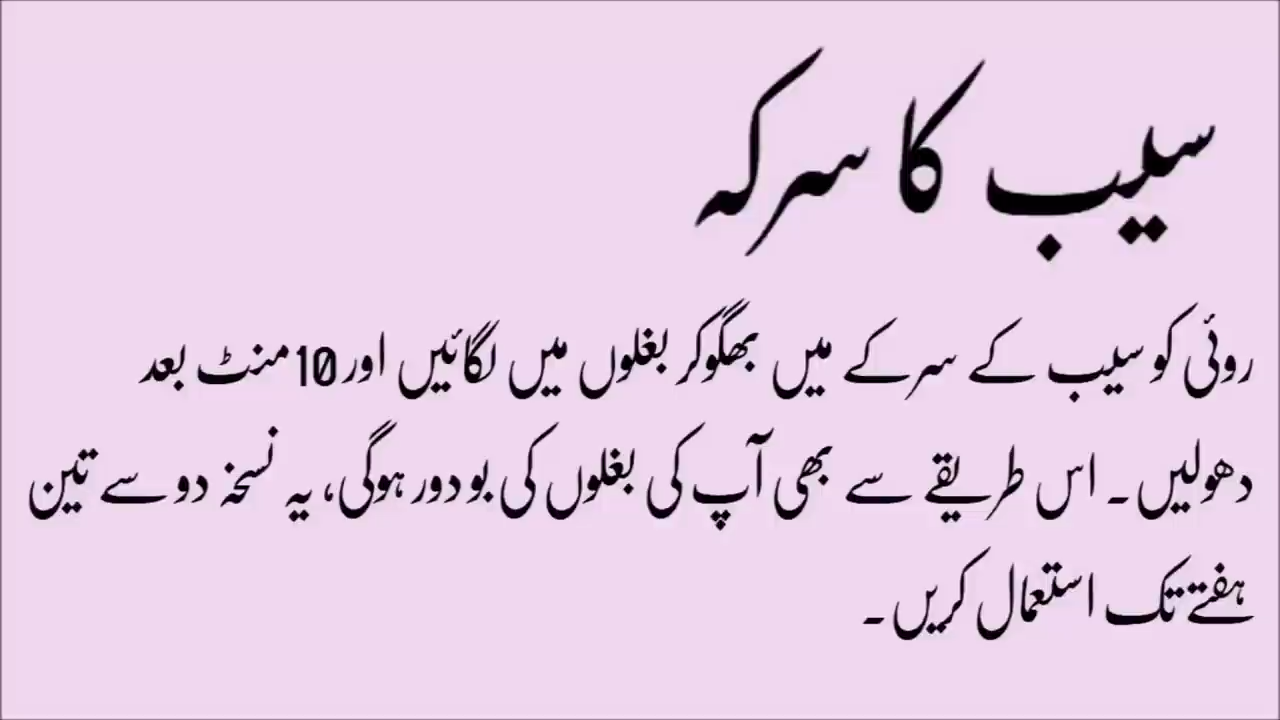 سیب کا سرکہ
روئی کو سیب کے سرکے میں بھگوکر بغلوں میں لگائیں اور 10 منٹ بعد
دھولیں۔ اس طریقے سے بھی آپ کی بغلوں کی بو دور ہوگی، یہ نسخہ دو سے تین
ہفتے تک استعمال کریں۔